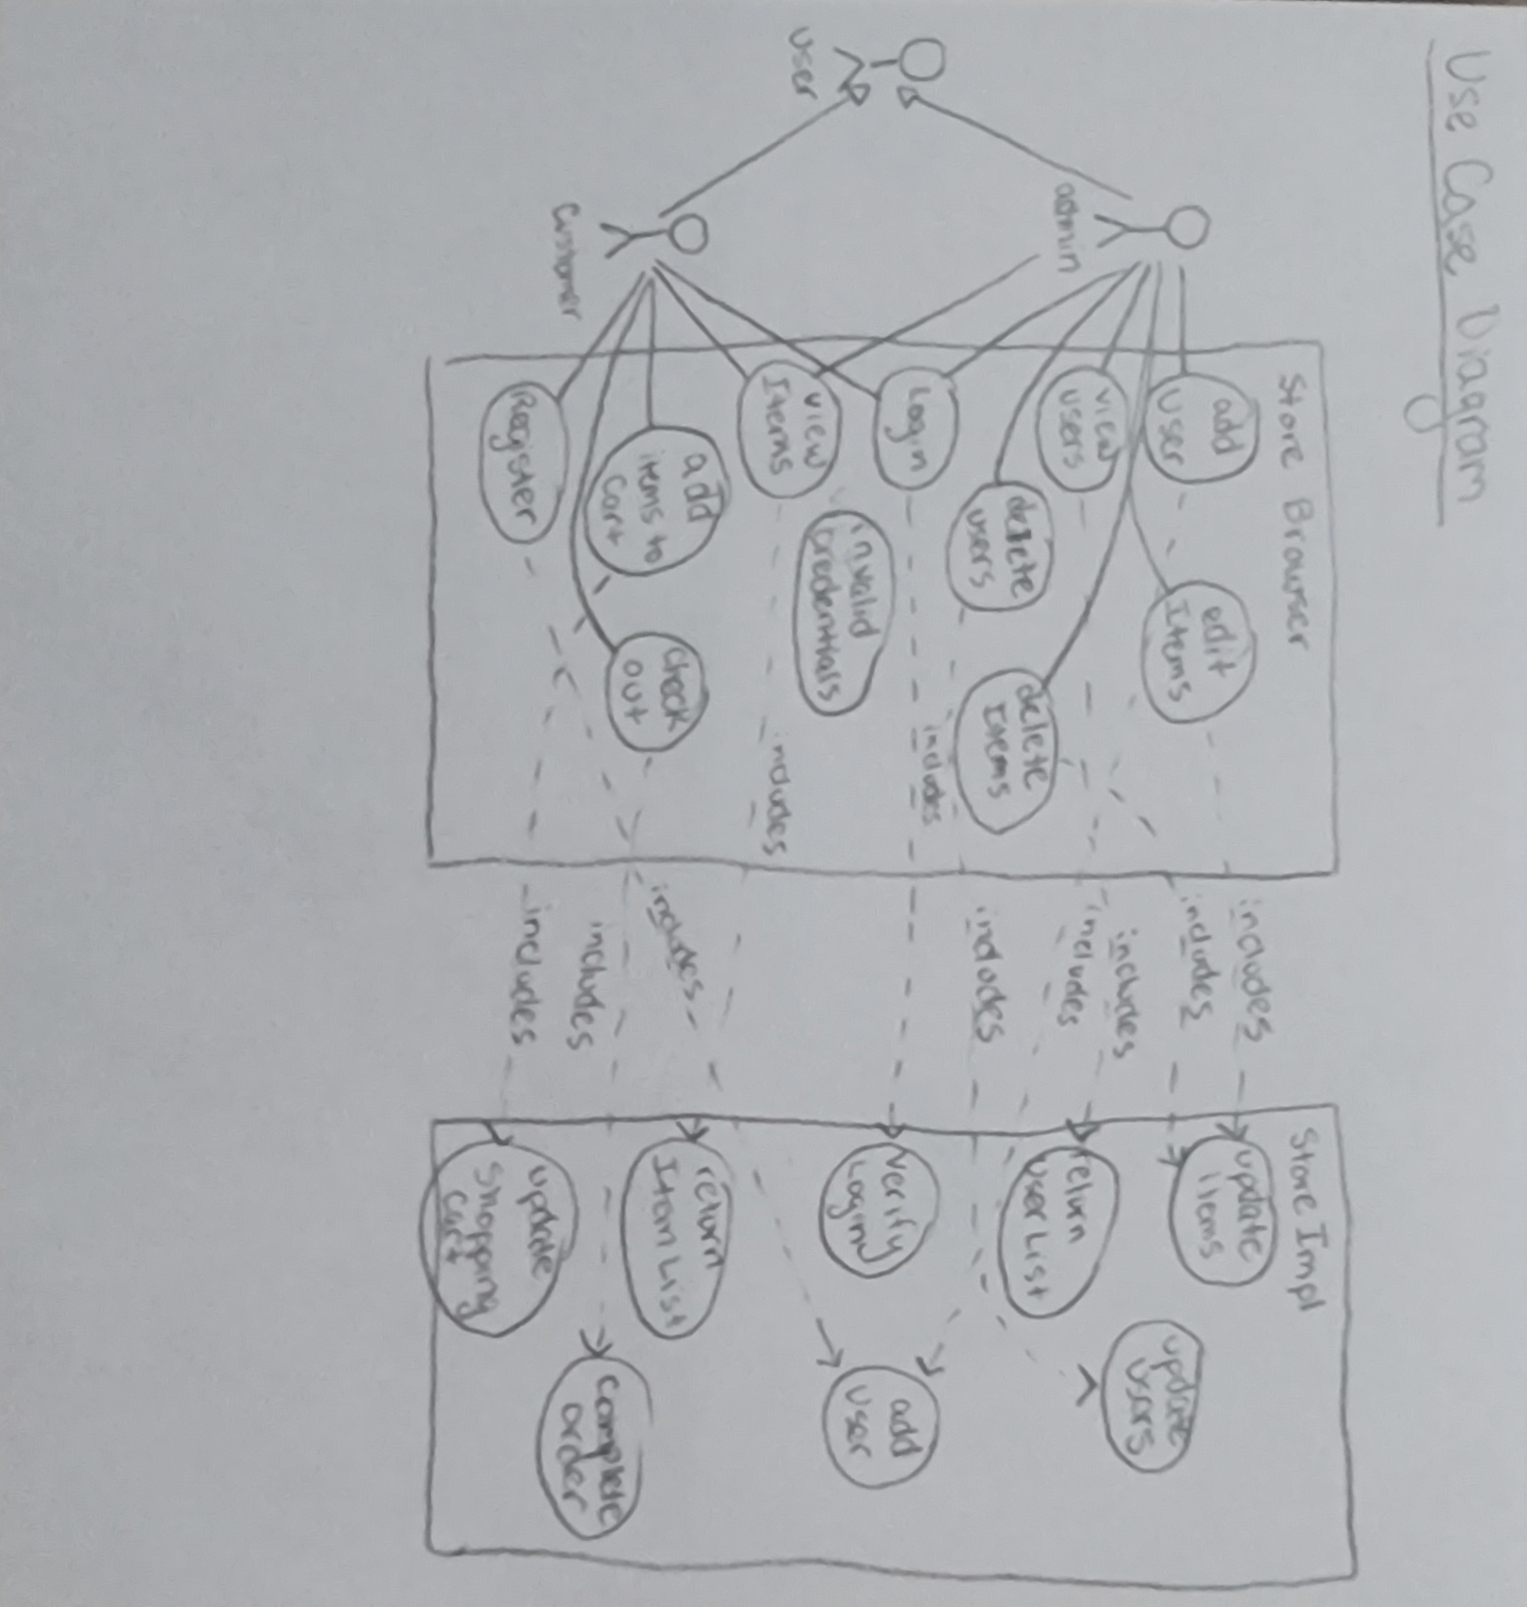 Use Case Diagram
Store Browser
add
user
edit
Items
view
users
delete
users
delete
Items
Login
invalid
credentials
view
Items
add
items to
cart
check
out
Register
admin
user
Customer
includes
includes
includes
includes
includes
includes
includes
includes
includes
includes
Store Impl
update
items
update
users
return
User List
verify
Login
add
user
return
Item List
complete
order
update
shopping
cart